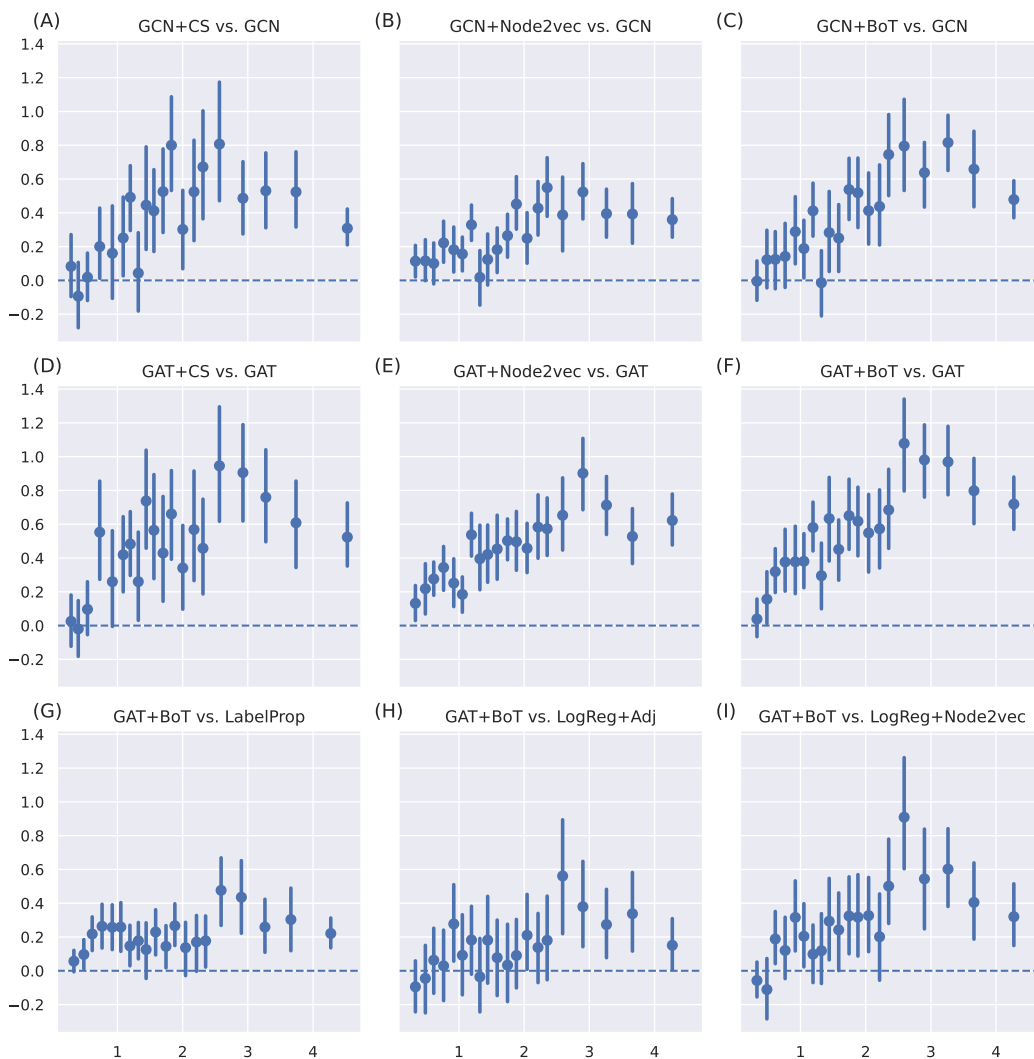 (A) GCN+CS vs. GCN
(B) GCN+Node2vec vs. GCN
(C) GCN+BoT vs. GCN
1.4
1.2
1.0
0.8
0.6
0.4
0.2
0.0
−0.2
(D) GAT+CS vs. GAT
(E) GAT+Node2vec vs. GAT
(F) GAT+BoT vs. GAT
1.4
1.2
1.0
0.8
0.6
0.4
0.2
0.0
−0.2
(G) GAT+BoT vs. LabelProp
(H) GAT+BoT vs. LogReg+Adj
(I) GAT+BoT vs. LogReg+Node2vec
1.4
1.2
1.0
0.8
0.6
0.4
0.2
0.0
−0.2
1 2 3 4
1 2 3 4
1 2 3 4